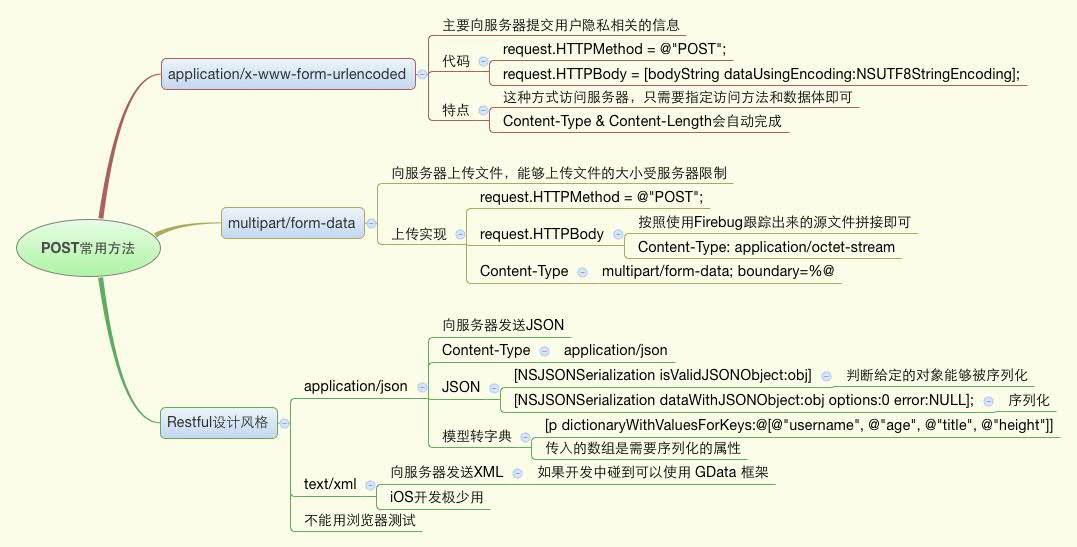 POST常用方法
application/x-www-form-urlencoded
主要向服务器提交用户隐私相关的信息
代码
request.HTTPMethod = @"POST";
request.HTTPBody = [bodyString dataUsingEncoding:NSUTF8StringEncoding];
特点
这种方式访问服务器，只需要指定访问方法和数据体即可
Content-Type & Content-Length会自动完成
multipart/form-data
向服务器上传文件，能够上传文件的大小受服务器限制
上传实现
request.HTTPMethod = @"POST";
request.HTTPBody
按照使用Firebug跟踪出来的源文件拼接即可
Content-Type: application/octet-stream
Content-Type
multipart/form-data; boundary=%@
Restful设计风格
application/json
向服务器发送JSON
Content-Type
application/json
JSON
[NSJSONSerialization isValidJSONObject:obj]
判断给定的对象能够被序列化
[NSJSONSerialization dataWithJSONObject:obj options:0 error:NULL];
序列化
模型转字典
[p dictionaryWithValuesForKeys:@[@"username", @"age", @"title", @"height"]]
传入的数组是需要序列化的属性
text/xml
向服务器发送XML
如果开发中碰到可以使用 GData 框架
iOS开发极少用
不能用浏览器测试